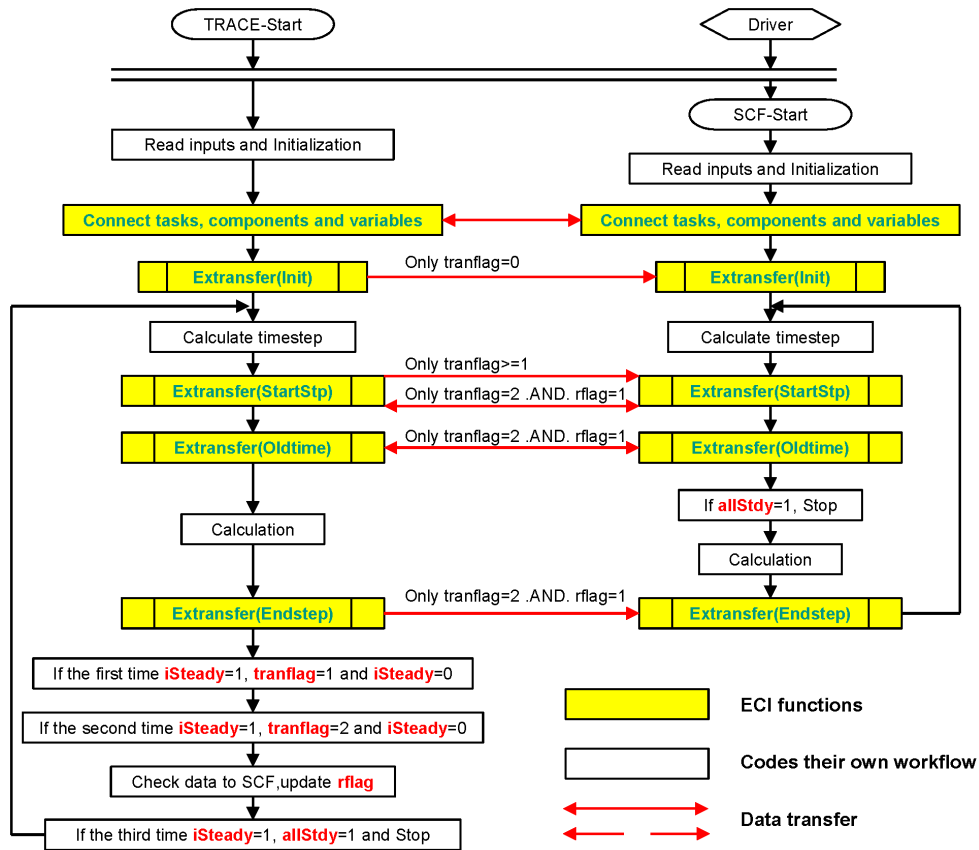 TRACE-Start
Driver
SCF-Start
Read inputs and Initialization
Read inputs and Initialization
Connect tasks, components and variables
Connect tasks, components and variables
Only tranflag=0
Extransfer(Init)
Extransfer(Init)
Calculate timestep
Calculate timestep
Only tranflag>=1
Extransfer(StartStp)
Only tranflag=2 .AND. rflag=1
Extransfer(StartStp)
Only tranflag=2 .AND. rflag=1
Extransfer(Oldtime)
Extransfer(Oldtime)
If allStdy=1, Stop
Calculation
Calculation
Only tranflag=2 .AND. rflag=1
Extransfer(Endstep)
Extransfer(Endstep)
If the first time iSteady=1, tranflag=1 and iSteady=0
If the second time iSteady=1, tranflag=2 and iSteady=0
Check data to SCF,update rflag
If the third time iSteady=1, allStdy=1 and Stop
ECI functions
Codes their own workflow
Data transfer